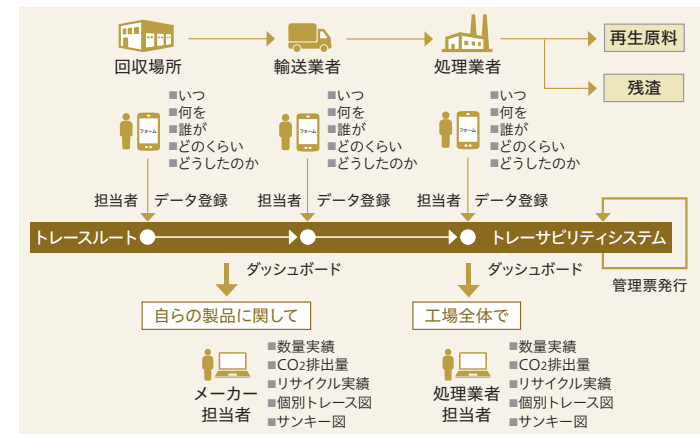 回収場所
輸送業者
処理業者
再生原料
残渣
フォーム
■いつ
■何を
■誰が
■どのくらい
■どうしたのか
フォーム
■いつ
■何を
■誰が
■どのくらい
■どうしたのか
フォーム
■いつ
■何を
■誰が
■どのくらい
■どうしたのか
担当者 データ登録
担当者 データ登録
担当者 データ登録
トレースルート
トレーサビリティシステム
管理票発行
ダッシュボード
ダッシュボード
自らの製品に関して
工場全体で
メーカー
担当者
■数量実績
■CO2排出量
■リサイクル実績
■個別トレース図
■サンキー図
処理業者
担当者
■数量実績
■CO2排出量
■リサイクル実績
■個別トレース図
■サンキー図